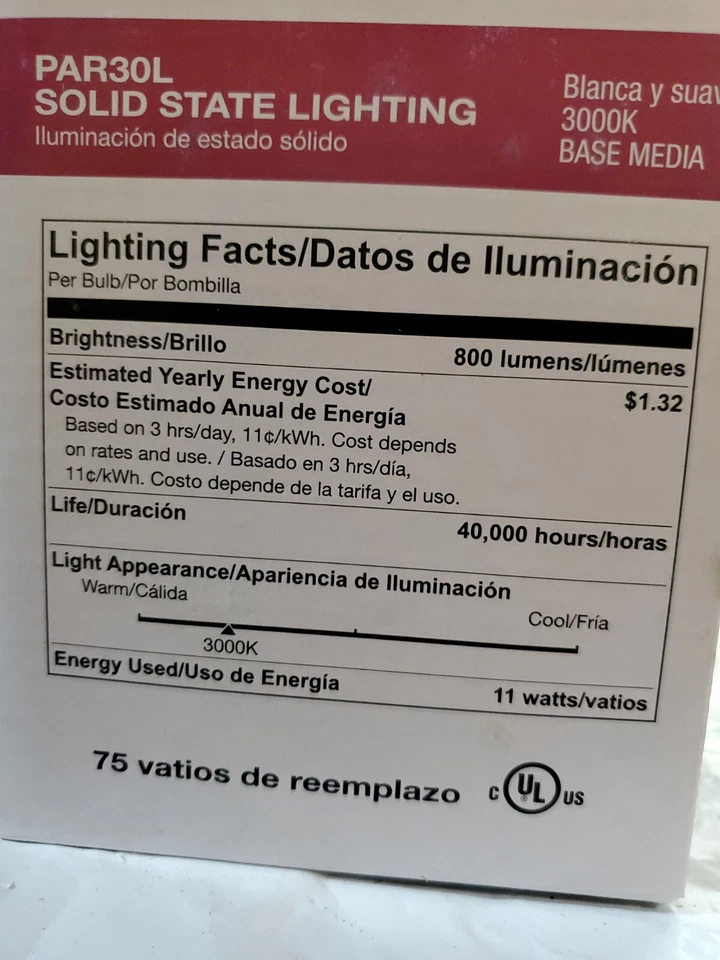 PAR30L
SOLID STATE LIGHTING
Iluminación de estado sólido
Blanca y
3000K
BASE MEDIA
Lighting Facts/Datos de Iluminación
Per Bulb/Por Bombilla
Brightness/Brillo 800 lumens/lúmenes
Estimated Yearly Energy Cost/
Costo Estimado Anual de Energía $1.32
Based on 3 hrs/day, 11¢/kWh. Cost depends
on rates and use. / Basado en 3 hrs/día,
11¢/kWh. Costo depende de la tarifa y el uso.
Life/Duración 40,000 hours/horas
Light Appearance/Apariencia de Iluminación
Warm/Cálida Cool/Fría
3000K
Energy Used/Uso de Energía 11 watts/vatios
75 vatios de reemplazo
C UL ® US